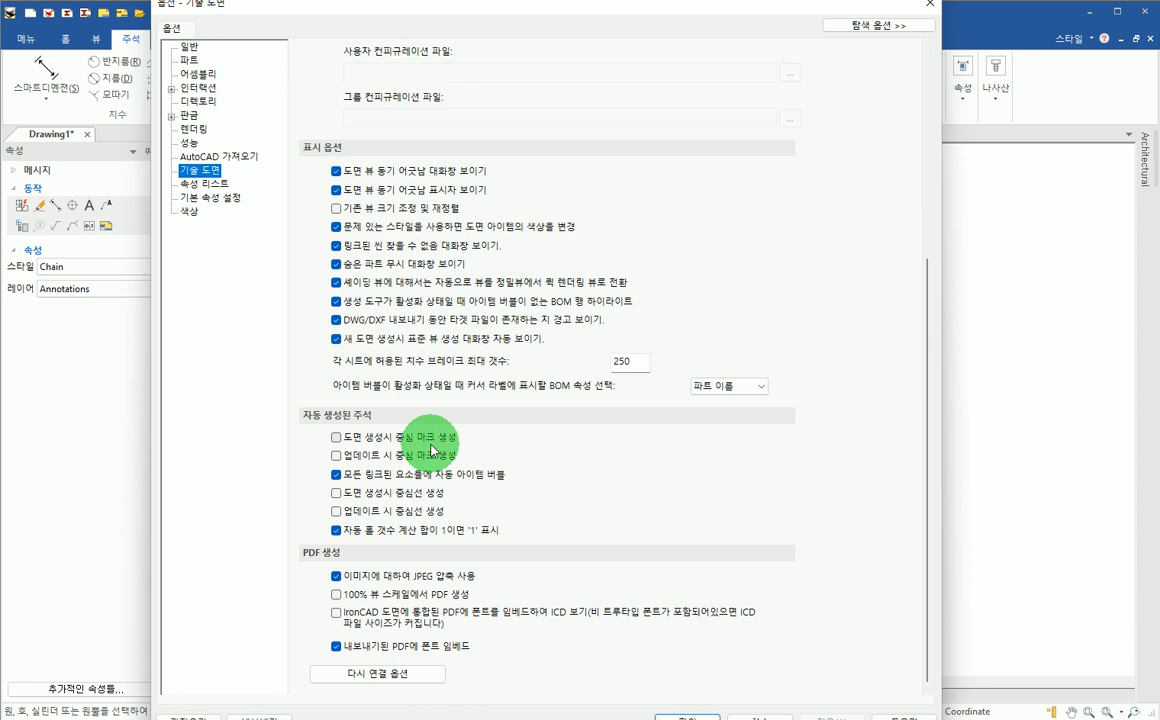 옵션 - 기술 도면
메뉴 홈 뷰 주석
스타일
스마트디멘션(S)
반지름(R)
지름(D)
모따기
치수
속성
나사산
Drawing1*
속성
메시지
동작
속성
스타일 Chain
레이어 Annotations
추가적인 속성들...
원, 호, 실린더 또는 원뿔을 선택하여
옵션
탐색 옵션 >>
일반
파트
어셈블리
인터랙션
디렉토리
판금
렌더링
성능
AutoCAD 가져오기
기술 도면
속성 리스트
기본 속성 설정
색상
사용자 컨피규레이션 파일:
...
그룹 컨피규레이션 파일:
...
표시 옵션
도면 뷰 동기 어긋남 대화창 보이기
도면 뷰 동기 어긋남 표시자 보이기
기존 뷰 크기 조정 및 재정렬
문제 있는 스타일을 사용하면 도면 아이템의 색상을 변경
링크된 씬 찾을 수 없음 대화창 보이기.
숨은 파트 무시 대화창 보이기
셰이딩 뷰에 대해서는 자동으로 뷰를 정밀뷰에서 퀵 렌더링 뷰로 전환
생성 도구가 활성화 상태일 때 아이템 버블이 없는 BOM 행 하이라이트
DWG/DXF 내보내기 동안 타겟 파일이 존재하는 지 경고 보이기.
새 도면 생성시 표준 뷰 생성 대화창 자동 보이기.
각 시트에 허용된 치수 브레이크 최대 갯수: 250
아이템 버블이 활성화 상태일 때 커서 라벨에 표시할 BOM 속성 선택: 파트 이름
자동 생성된 주석
도면 생성시 중심 마크 생성
업데이트 시 중심 마크 생성
모든 링크된 요소들에 자동 아이템 버블
도면 생성시 중심선 생성
업데이트 시 중심선 생성
자동 홀 갯수 계산 합이 1이면 '1' 표시
PDF 생성
이미지에 대하여 JPEG 압축 사용
100% 뷰 스케일에서 PDF 생성
IronCAD 도면에 통합된 PDF에 폰트를 임베드하여 ICD 보기(비 트루타입 폰트가 포함되어있으면 ICD
파일 사이즈가 커집니다)
내보내기된 PDF에 폰트 임베드
다시 연결 옵션
Architectural
Coordinate